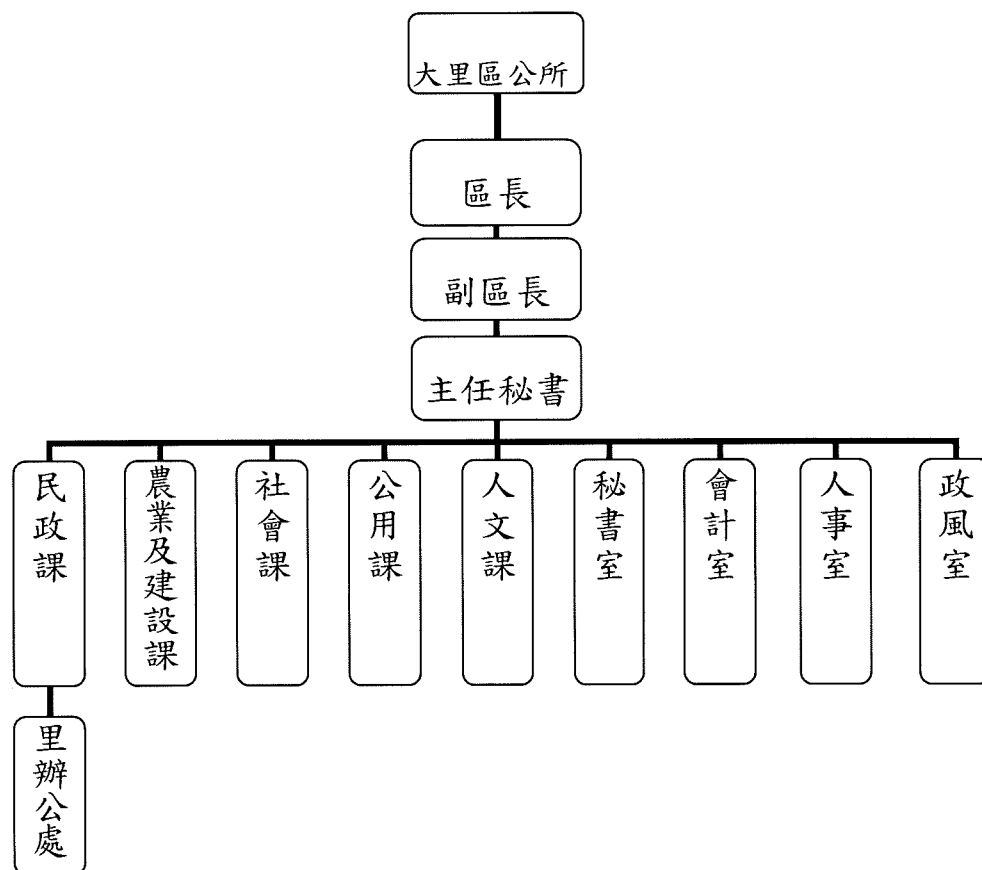 大里區公所
區長
副區長
主任秘書
民政課
農業及建設課
社會課
公用課
人文課
秘書室
會計室
人事室
政風室
里辦公處